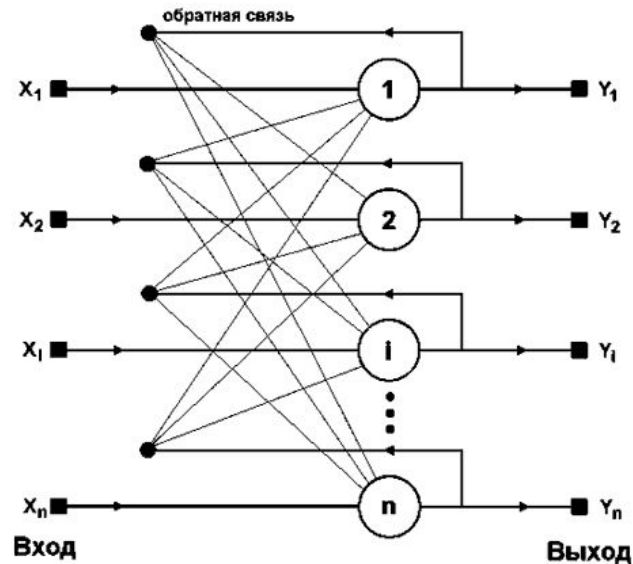 обратная связь
X1 1 Y1
X2 2 Y2
Xi i Yi
Xn n Yn
Вход Выход